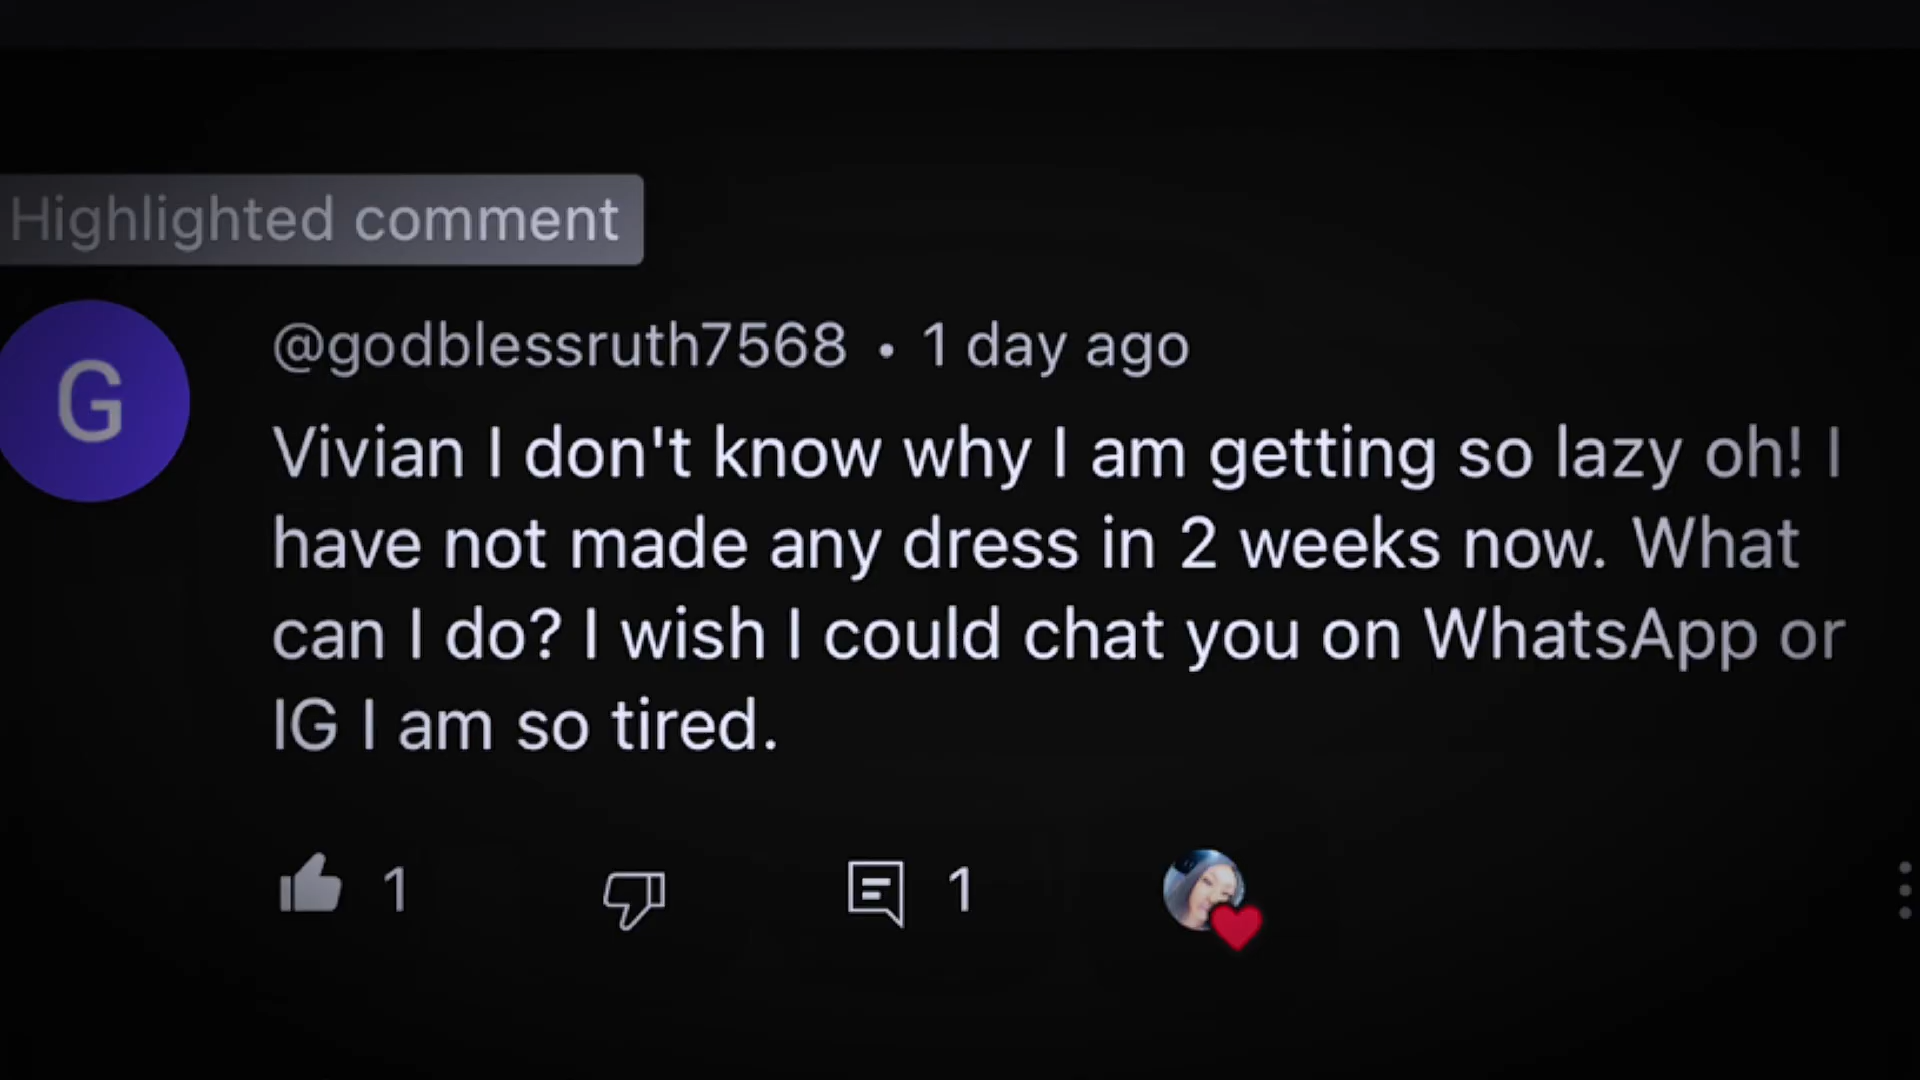 Highlighted comment
G
@godblessruth7568 • 1 day ago
Vivian I don't know why I am getting so lazy oh! I
have not made any dress in 2 weeks now. What
can I do? I wish I could chat you on WhatsApp or
IG I am so tired.
1
1